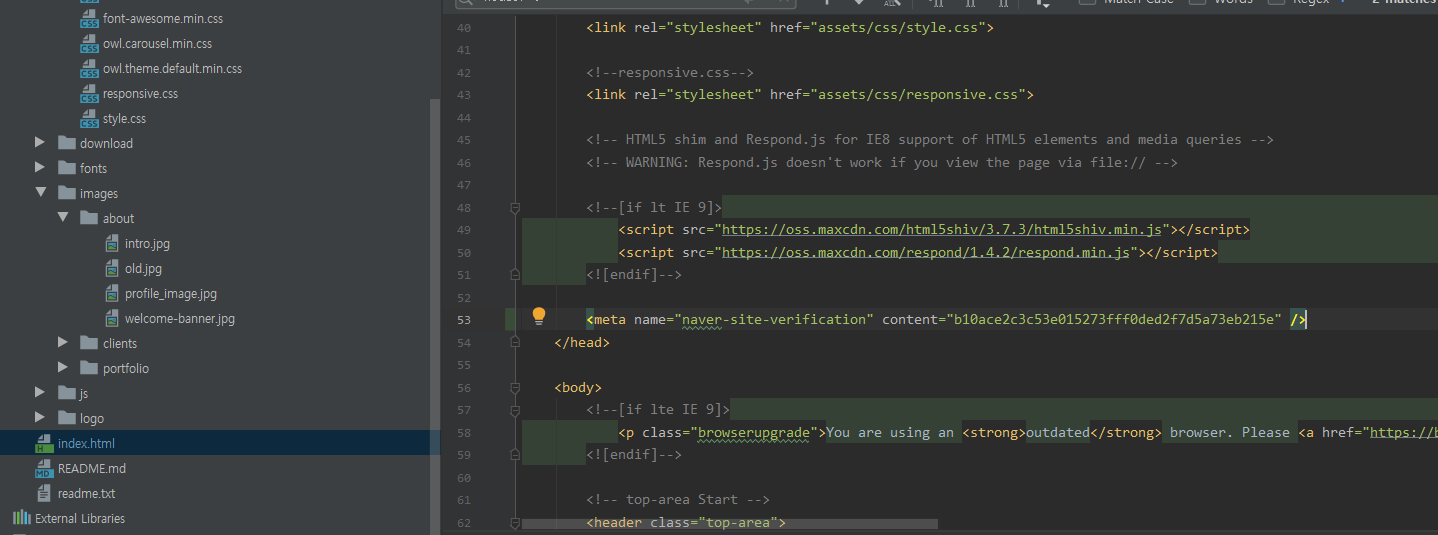 Match Case Words Regex ? 2 matches
font-awesome.min.css
owl.carousel.min.css
owl.theme.default.min.css
responsive.css
style.css
download
fonts
images
about
intro.jpg
old.jpg
profile_image.jpg
welcome-banner.jpg
clients
portfolio
js
logo
index.html
README.md
readme.txt
External Libraries
40 <link rel="stylesheet" href="assets/css/style.css">
41
42 <!--responsive.css-->
43 <link rel="stylesheet" href="assets/css/responsive.css">
44
45 <!-- HTML5 shim and Respond.js for IE8 support of HTML5 elements and media queries -->
46 <!-- WARNING: Respond.js doesn't work if you view the page via file:// -->
47
48 <!--[if lt IE 9]>
49 <script src="https://oss.maxcdn.com/html5shiv/3.7.3/html5shiv.min.js"></script>
50 <script src="https://oss.maxcdn.com/respond/1.4.2/respond.min.js"></script>
51 <![endif]-->
52
53 <meta name="naver-site-verification" content="b10ace2c3c53e015273fff0ded2f7d5a73eb215e" />
54 </head>
55
56 <body>
57 <!--[if lte IE 9]>
58 <p class="browserupgrade">You are using an <strong>outdated</strong> browser. Please <a href="https://b
59 <![endif]-->
60
61 <!-- top-area Start -->
62 <header class="top-area">